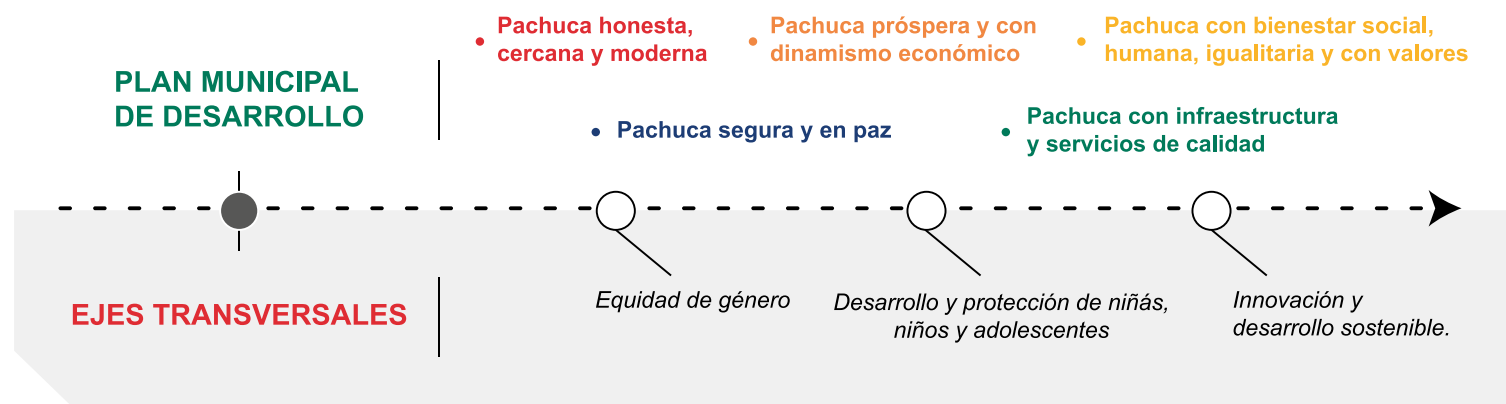 PLAN MUNICIPAL
DE DESARROLLO
• Pachuca honesta,
cercana y moderna
• Pachuca próspera y con
dinamismo económico
• Pachuca con bienestar social,
humana, igualitaria y con valores
• Pachuca segura y en paz
• Pachuca con infraestructura
y servicios de calidad
EJES TRANSVERSALES
Equidad de género
Desarrollo y protección de niñás,
niños y adolescentes
Innovación y
desarrollo sostenible.